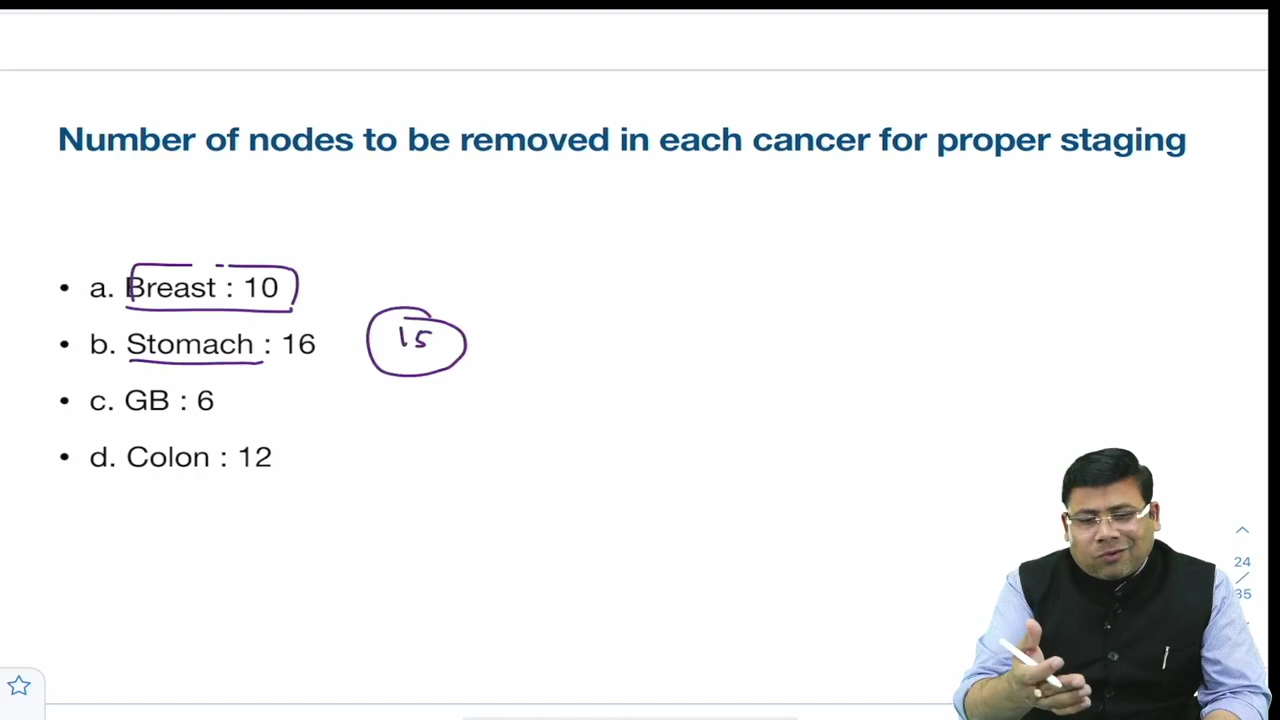 Number of nodes to be removed in each cancer for proper staging
• a. Breast : 10
• b. Stomach : 16 15
• c. GB : 6
• d. Colon : 12
24
/
35